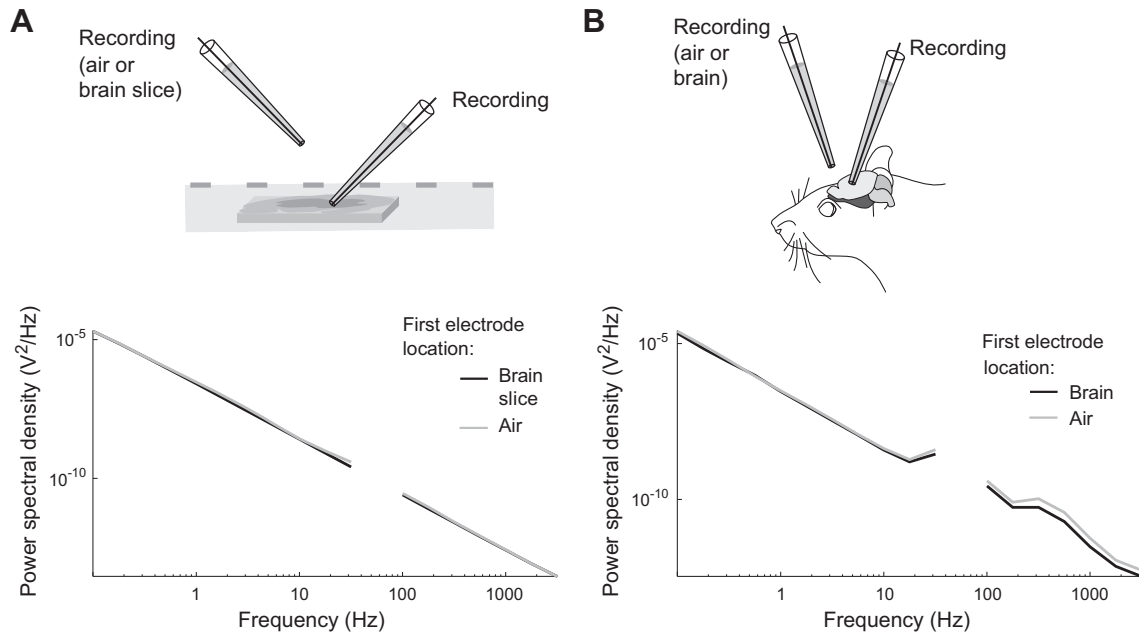 A
Recording
(air or
brain slice)
Recording
Power spectral density (V²/Hz)
10⁻⁵
10⁻¹⁰
First electrode
location:
Brain
slice
Air
1
10
100
1000
Frequency (Hz)
B
Recording
(air or
brain)
Recording
Power spectral density (V²/Hz)
10⁻⁵
10⁻¹⁰
First electrode
location:
Brain
Air
1
10
100
1000
Frequency (Hz)